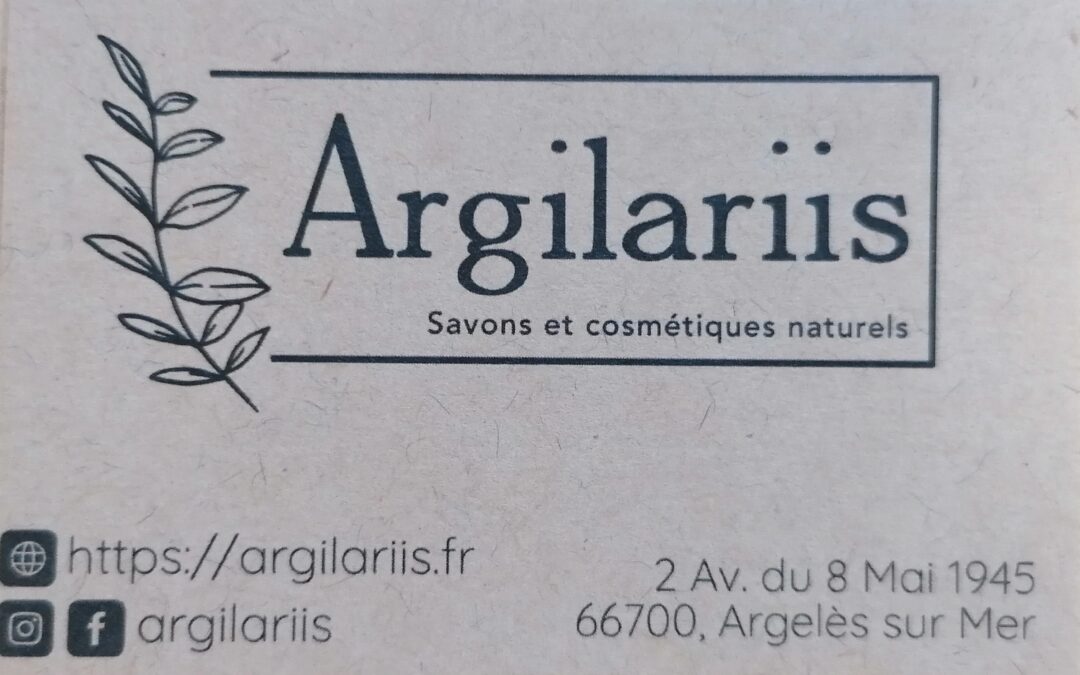 Argilariis
Savons et cosmétiques naturels
https://argilariis.fr
argilariis
2 Av. du 8 Mai 1945
66700, Argelès sur Mer